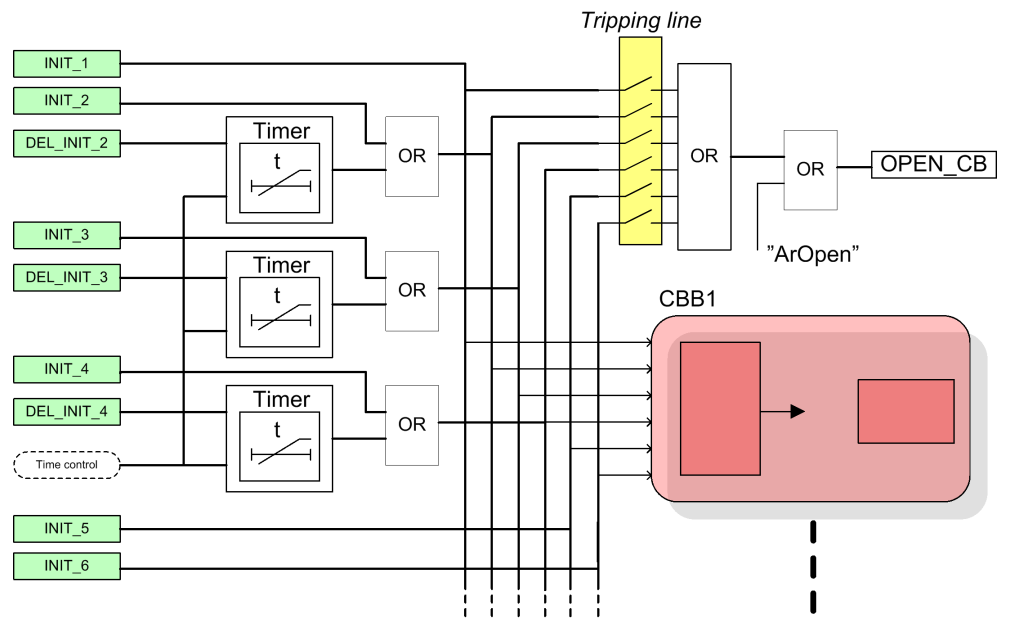 Tripping line
INIT_1
INIT_2
DEL_INIT_2
Timer
t
OR
OR
OR
OPEN_CB
"ArOpen"
INIT_3
DEL_INIT_3
Timer
t
OR
CBB1
INIT_4
DEL_INIT_4
Timer
t
OR
Time control
INIT_5
INIT_6